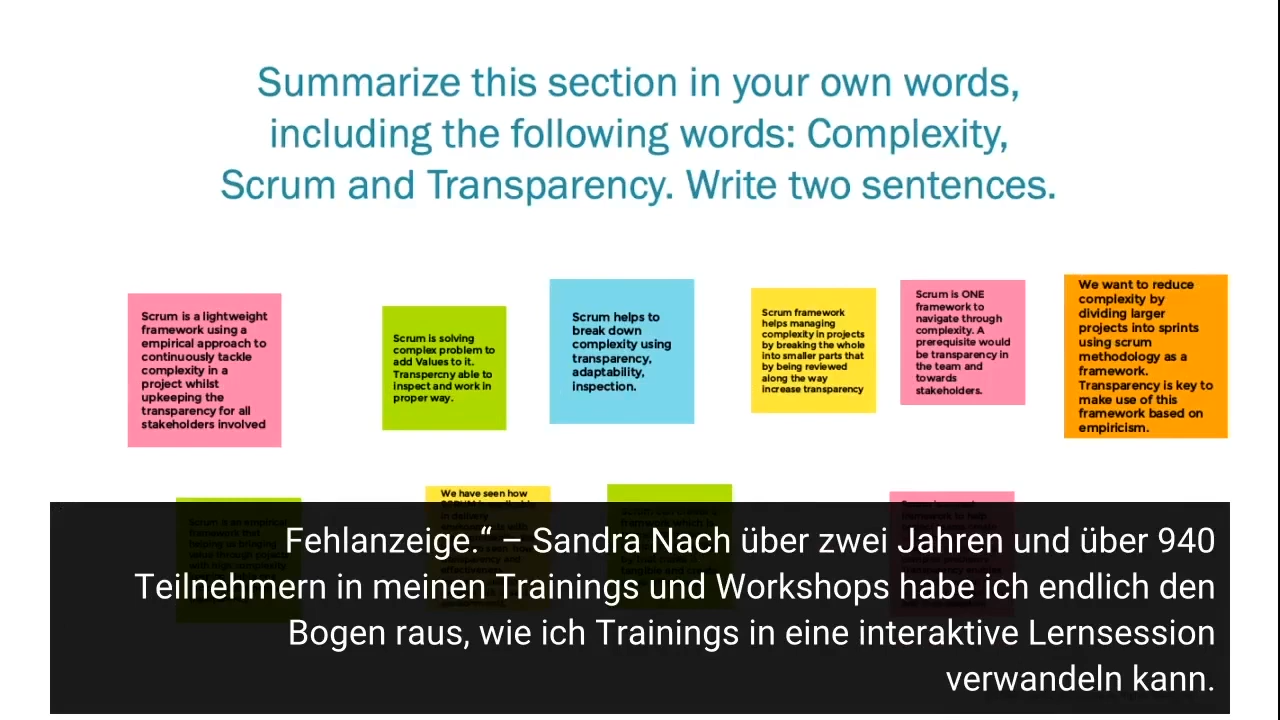 Summarize this section in your own words,
including the following words: Complexity,
Scrum and Transparency. Write two sentences.
Scrum is a lightweight
framework using a
empirical approach to
continuously tackle
complexity in a
project whilst
upkeeping the
transparency for all
stakeholders involved
Scrum is solving
complex problem to
add Values to it.
Transpercny able to
inspect and work in
proper way.
Scrum helps to
break down
complexity using
transparency,
adaptability,
inspection.
Scrum framework
helps managing
complexity in projects
by breaking the whole
into smaller parts that
by being reviewed
along the way
increase transparency
Scrum is ONE
framework to
navigate through
complexity. A
prerequisite would
be transparency in
the team and
towards
stakeholders.
We want to reduce
complexity by
dividing larger
projects into sprints
using scrum
methodology as a
framework.
Transparency is key to
make use of this
framework based on
empiricism.
Scrum is an empirical
framework that
We have seen how
in delivery
Fehlanzeige.“ – Sandra Nach über zwei Jahren und über 940
Teilnehmern in meinen Trainings und Workshops habe ich endlich den
Bogen raus, wie ich Trainings in eine interaktive Lernsession
verwandeln kann.